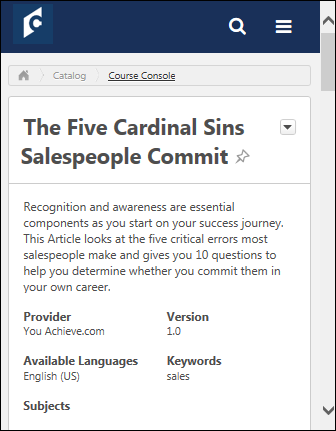 Catalog Course Console
The Five Cardinal Sins
Salespeople Commit
Recognition and awareness are essential
components as you start on your success journey.
This Article looks at the five critical errors most
salespeople make and gives you 10 questions to
help you determine whether you commit them in
your own career.
Provider Version
You Achieve.com 1.0
Available Languages Keywords
English (US) sales
Subjects